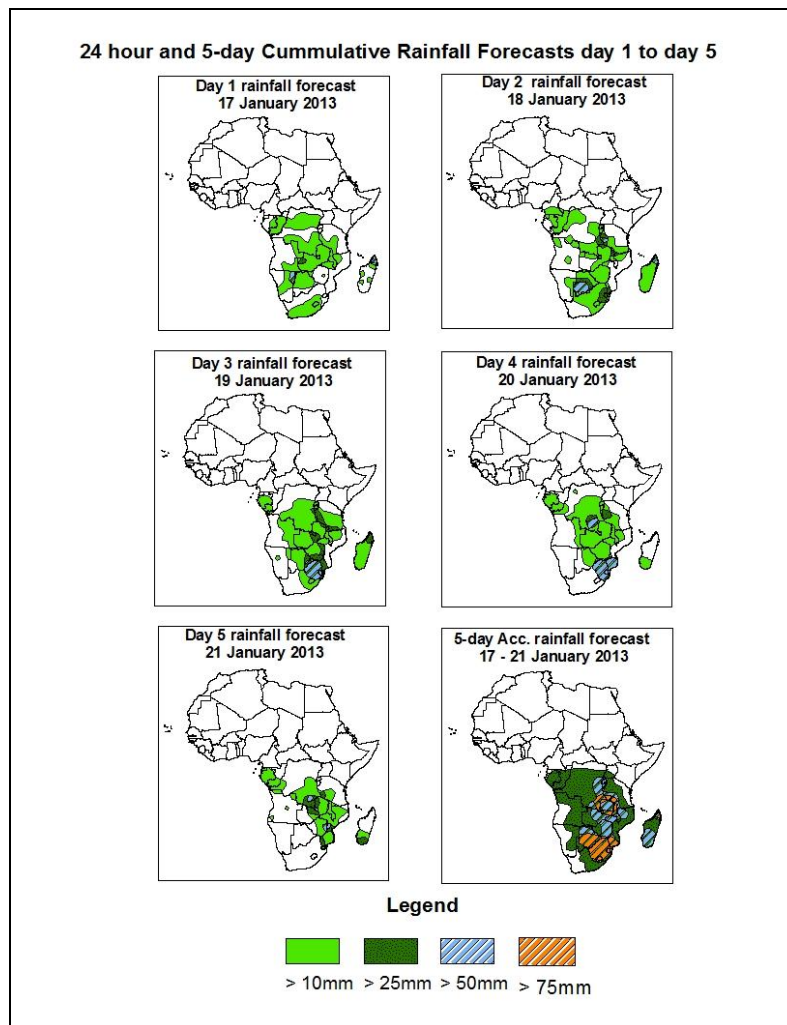 24 hour and 5-day Cummulative Rainfall Forecasts day 1 to day 5
Day 1 rainfall forecast
17 January 2013
Day 2 rainfall forecast
18 January 2013
Day 3 rainfall forecast
19 January 2013
Day 4 rainfall forecast
20 January 2013
Day 5 rainfall forecast
21 January 2013
5-day Acc. rainfall forecast
17 - 21 January 2013
Legend
> 10mm > 25mm > 50mm > 75mm